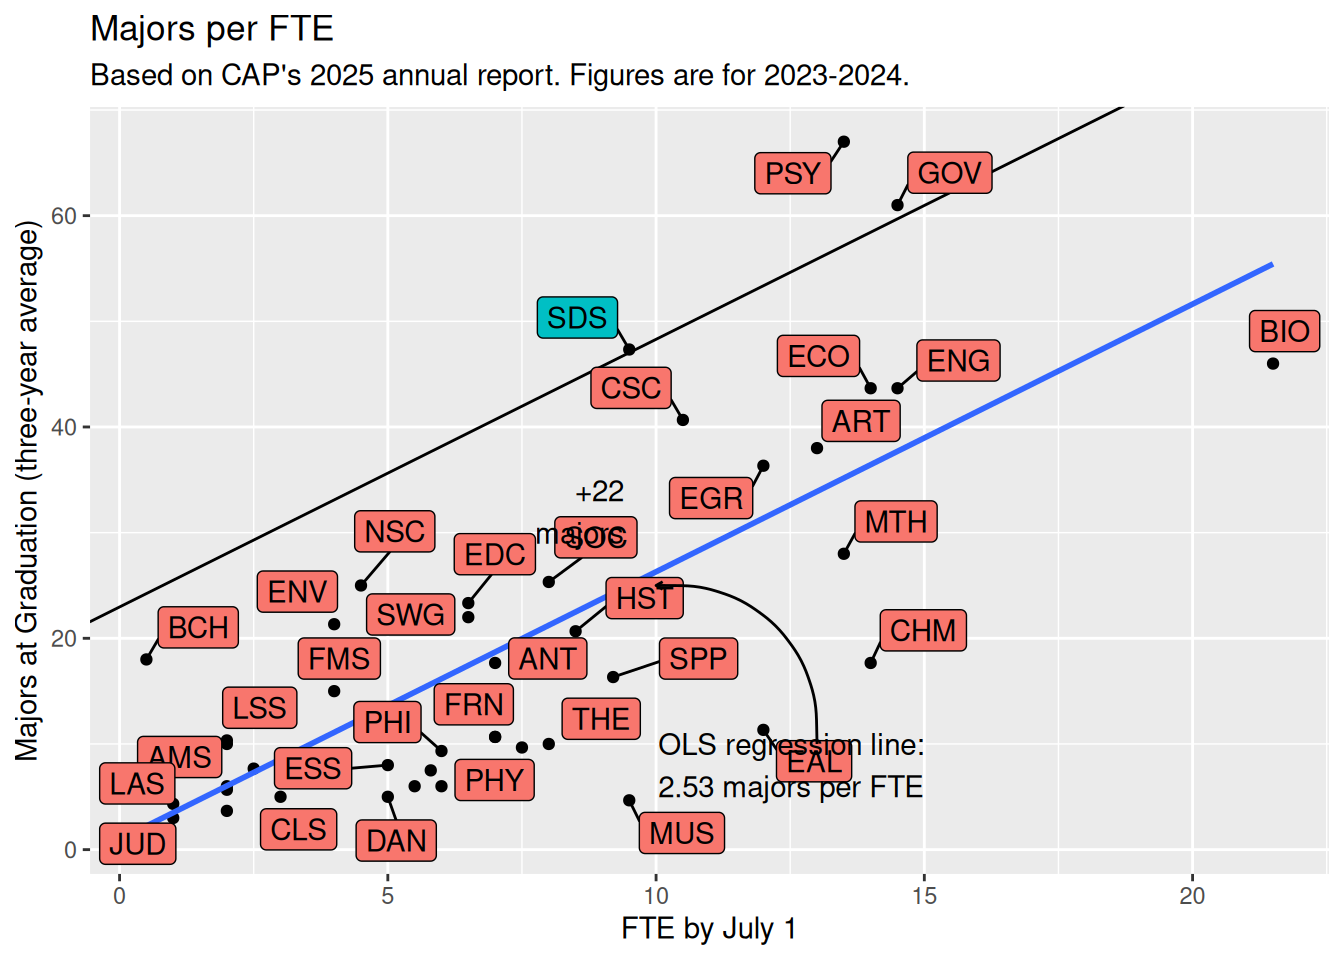 Majors per FTE
Based on CAP's 2025 annual report. Figures are for 2023-2024.
Majors at Graduation (three-year average)
60
40
20
0
PSY
GOV
SDS
BIO
ECO
ENG
CSC
ART
EGR
+22
majors
MTH
NSC
SOC
EDC
ENV
SWG
HST
BCH
CHM
FMS
ANT
SPP
LSS
FRN
PHI
THE
AMS
OLS regression line:
2.53 majors per FTE
EAL
ESS
LAS
PHY
CLS
DAN
MUS
JUD
0
5
10
15
20
FTE by July 1